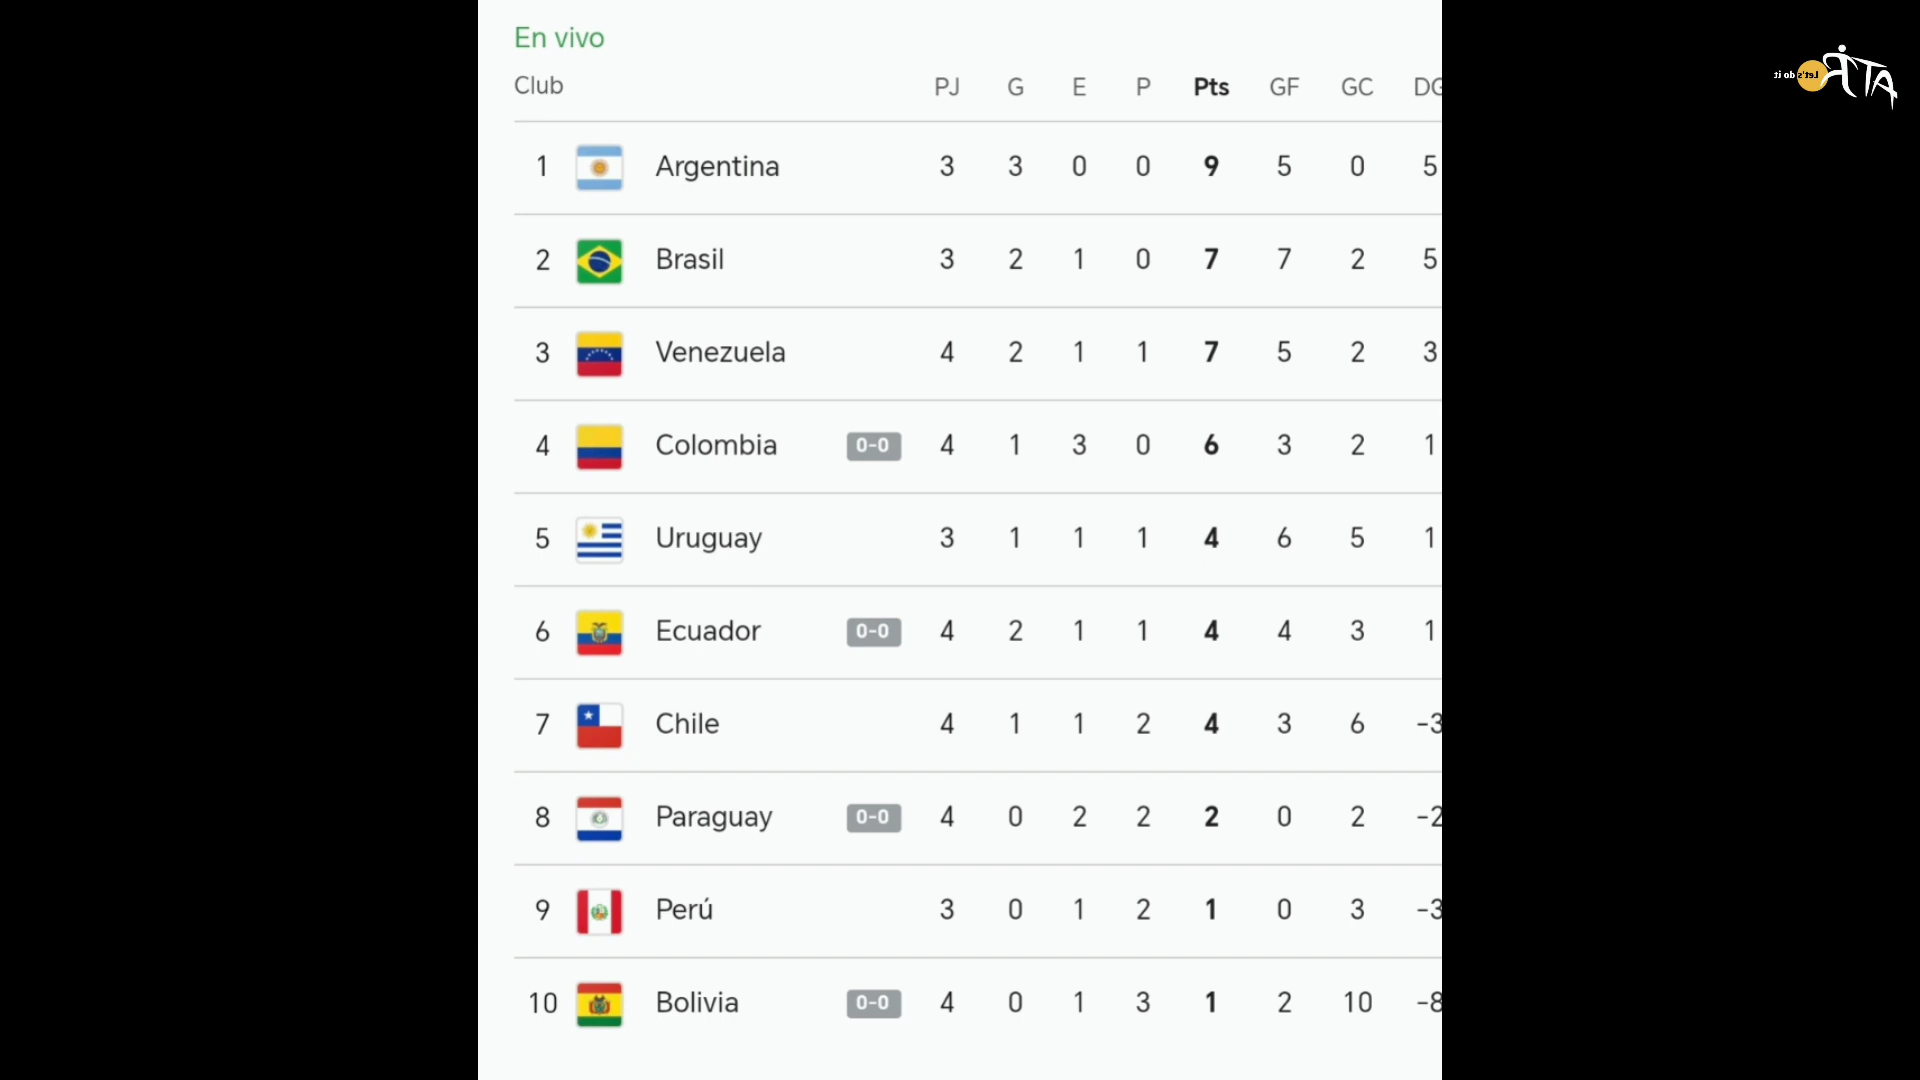 En vivo
Club PJ G E P Pts GF GC DG
1 Argentina 3 3 0 0 9 5 0 5
2 Brasil 3 2 1 0 7 7 2 5
3 Venezuela 4 2 1 1 7 5 2 3
4 Colombia 0-0 4 1 3 0 6 3 2 1
5 Uruguay 3 1 1 1 4 6 5 1
6 Ecuador 0-0 4 2 1 1 4 4 3 1
7 Chile 4 1 1 2 4 3 6 -3
8 Paraguay 0-0 4 0 2 2 2 0 2 -2
9 Perú 3 0 1 2 1 0 3 -3
10 Bolivia 0-0 4 0 1 3 1 2 10 -8
Let's do it